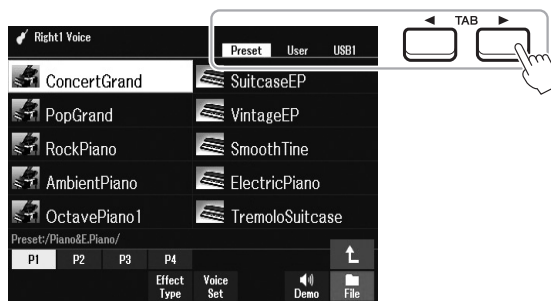 Right1 Voice
Preset User USB1
◄ TAB ►
ConcertGrand SuitcaseEP
PopGrand VintageEP
RockPiano SmoothTine
AmbientPiano ElectricPiano
OctavePiano1 TremoloSuitcase
Preset:/Piano&E.Piano/
P1 P2 P3 P4
Effect Type Voice Set Demo File